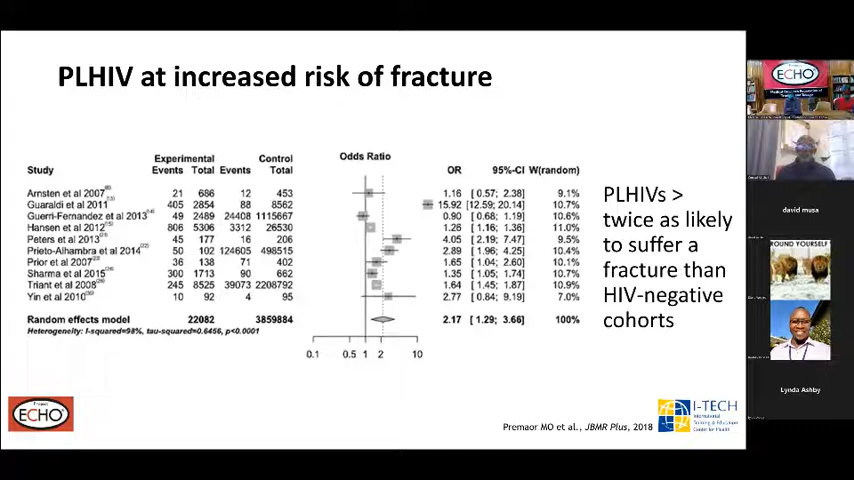 PLHIV at increased risk of fracture
Experimental Control Odds Ratio
Study Events Total Events Total OR 95%-CI W(random)
Arnsten et al 2007 21 686 12 453 1.16 [ 0.57; 2.38] 9.1%
Guaraldi et al 2011 405 2854 88 8562 15.92 [12.59; 20.14] 10.7%
Guerri-Fernandez et al 2013 49 2489 24408 1115667 0.90 [ 0.68; 1.19] 10.6%
Hansen et al 2012 806 5306 3312 26530 1.26 [ 1.16; 1.36] 11.0%
Peters et al 2013 45 177 16 206 4.05 [ 2.19; 7.47] 9.5%
Prieto-Alhambra et al 2014 50 102 124605 498515 2.89 [ 1.96; 4.25] 10.3%
Prior et al 2007 36 138 71 402 1.65 [ 1.04; 2.60] 10.1%
Sharma et al 2015 300 1713 90 662 1.35 [ 1.05; 1.74] 10.7%
Triant et al 2008 245 8525 39073 2208792 1.64 [ 1.45; 1.87] 10.9%
Yin et al 2010 10 92 4 95 2.77 [ 0.84; 9.19] 7.0%
Random effects model 22082 3859884 2.17 [ 1.29; 3.66] 100%
Heterogeneity: I-squared=98%, tau-squared=0.6456, p<0.0001
0.1 0.5 1 2 10
PLHIVs >
twice as likely
to suffer a
fracture than
HIV-negative
cohorts
Premaor MO et al., JBMR Plus, 2018
Project
ECHO
I-TECH
International
Training & Education
Center for Health
ECHO
david musa
ROUND YOURSELF
Lynda Ashby